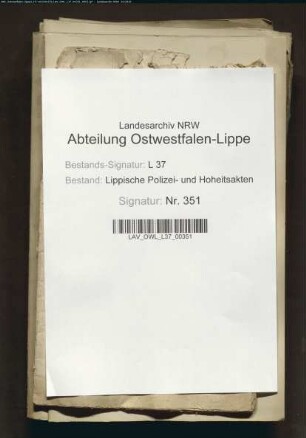 Landesarchiv NRW
Abteilung Ostwestfalen-Lippe
Bestands-Signatur: L 37
Bestand: Lippische Polizei- und Hoheitsakten
Signatur: Nr. 351
LAV_OWL_L37_00351